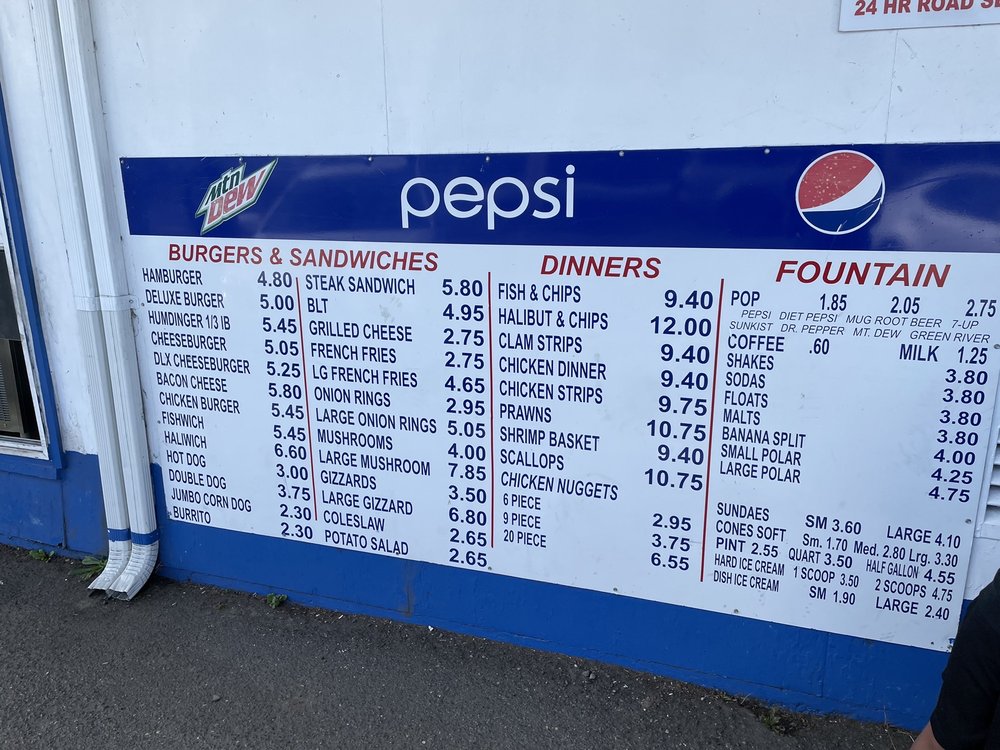 24 HR ROAD
Mtn DEW
pepsi
BURGERS & SANDWICHES
HAMBURGER 4.80
DELUXE BURGER 5.00
HUMDINGER 1/3 lB 5.45
CHEESEBURGER 5.05
DLX CHEESEBURGER 5.25
BACON CHEESE 5.80
CHICKEN BURGER 5.45
FISHWICH 5.45
HALIWICH 6.60
HOT DOG 3.00
DOUBLE DOG 3.75
JUMBO CORN DOG 2.30
BURRITO 2.30
STEAK SANDWICH 5.80
BLT 4.95
GRILLED CHEESE 2.75
FRENCH FRIES 2.75
LG FRENCH FRIES 4.65
ONION RINGS 2.95
LARGE ONION RINGS 5.05
MUSHROOMS 4.00
LARGE MUSHROOM 7.85
GIZZARDS 3.50
LARGE GIZZARD 6.80
COLESLAW 2.65
POTATO SALAD 2.65
DINNERS
FISH & CHIPS 9.40
HALIBUT & CHIPS 12.00
CLAM STRIPS 9.40
CHICKEN DINNER 9.40
CHICKEN STRIPS 9.75
PRAWNS 10.75
SHRIMP BASKET 9.40
SCALLOPS 10.75
CHICKEN NUGGETS
6 PIECE 2.95
9 PIECE 3.75
20 PIECE 6.55
FOUNTAIN
POP 1.85 2.05 2.75
PEPSI DIET PEPSI MUG ROOT BEER 7-UP
SUNKIST DR. PEPPER MT. DEW GREEN RIVER
COFFEE .60 MILK 1.25
SHAKES 3.80
SODAS 3.80
FLOATS 3.80
MALTS 3.80
BANANA SPLIT 4.00
SMALL POLAR 4.25
LARGE POLAR 4.75
SUNDAES SM 3.60 LARGE 4.10
CONES SOFT Sm. 1.70 Med. 2.80 Lrg. 3.30
PINT 2.55 QUART 3.50 HALF GALLON 4.55
HARD ICE CREAM 1 SCOOP 3.50 2 SCOOPS 4.75
DISH ICE CREAM SM 1.90 LARGE 2.40